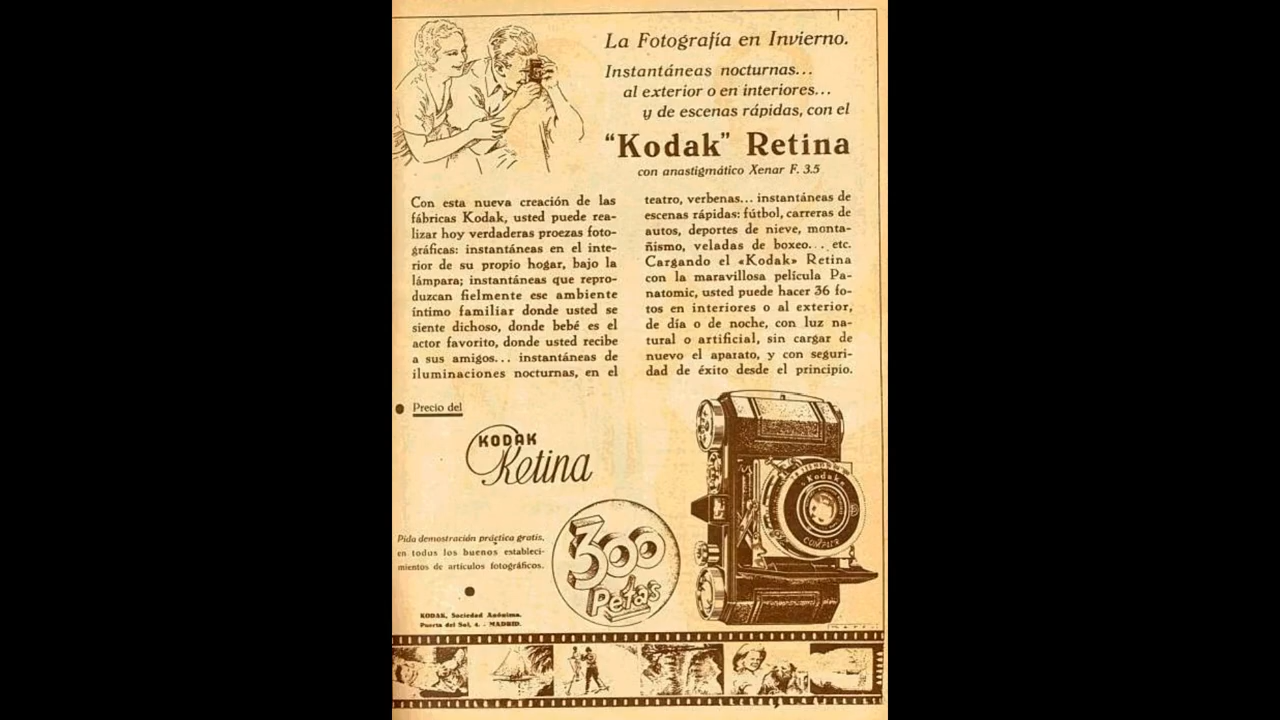 La Fotografía en Invierno.
Instantáneas nocturnas...
al exterior o en interiores...
y de escenas rápidas, con el
"Kodak" Retina
con anastigmático Xenar F. 3.5
Con esta nueva creación de las
fábricas Kodak, usted puede rea-
lizar hoy verdaderas proezas foto-
gráficas: instantáneas en el inte-
rior de su propio hogar, bajo la
lámpara; instantáneas que repro-
duzcan fielmente ese ambiente
íntimo familiar donde usted se
siente dichoso, donde bebé es el
actor favorito, donde usted recibe
a sus amigos... instantáneas de
iluminaciones nocturnas, en el
teatro, verbenas... instantáneas de
escenas rápidas: fútbol, carreras de
autos, deportes de nieve, monta-
ñismo, veladas de boxeo... etc.
Cargando el «Kodak» Retina
con la maravillosa película Pa-
natomic, usted puede hacer 36 fo-
tos en interiores o al exterior,
de día o de noche, con luz na-
tural o artificial, sin cargar de
nuevo el aparato, y con seguri-
dad de éxito desde el principio.
Precio del
KODAK
Retina
300
Petas
Pida demostración práctica gratis,
en todos los buenos estableci-
mientos de artículos fotográficos.
KODAK, Sociedad Anónima.
Puerta del Sol, 4. - MADRID.
Kodak
COMPUR